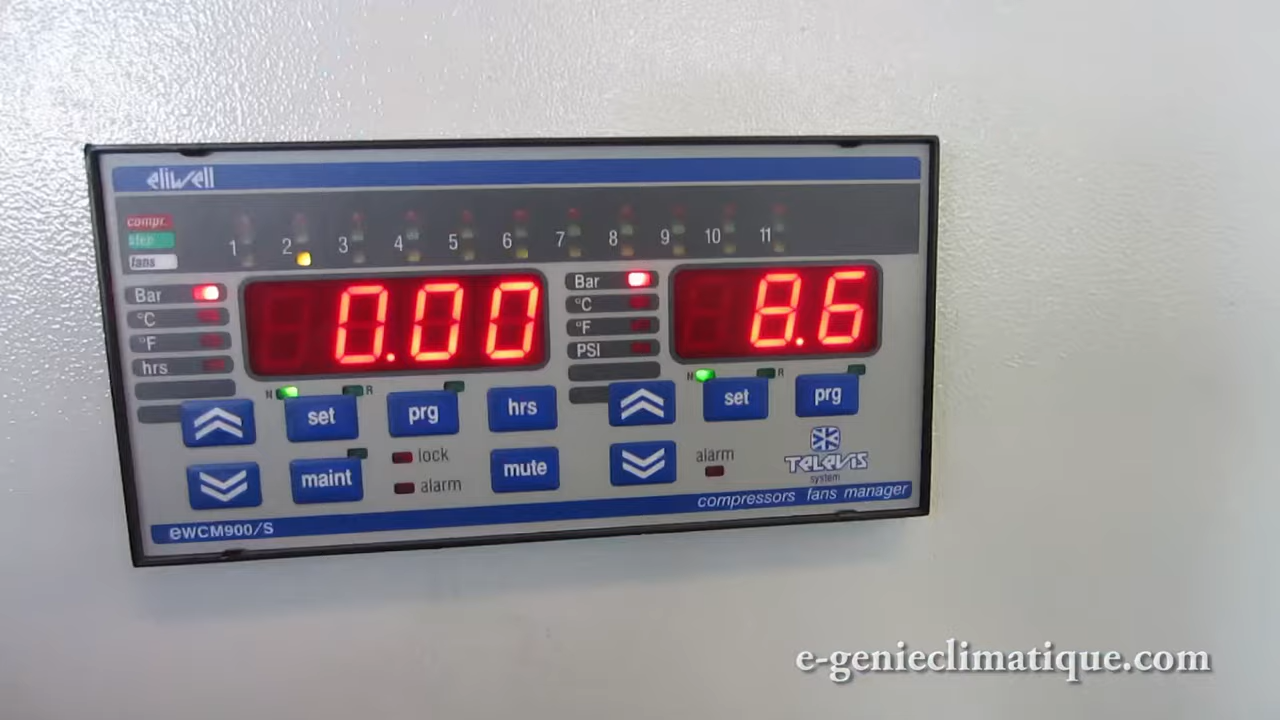 eliwell
compr.
step
fans
1 2 3 4 5 6 7 8 9 10 11
Bar
°C
°F
hrs
0.00
Bar
°C
°F
PSI
8.6
N R
N R
set
prg
hrs
set
prg
maint
lock
alarm
mute
alarm
TELEVIS
system
compressors fans manager
eWCM900/S
e-genieclimatique.com